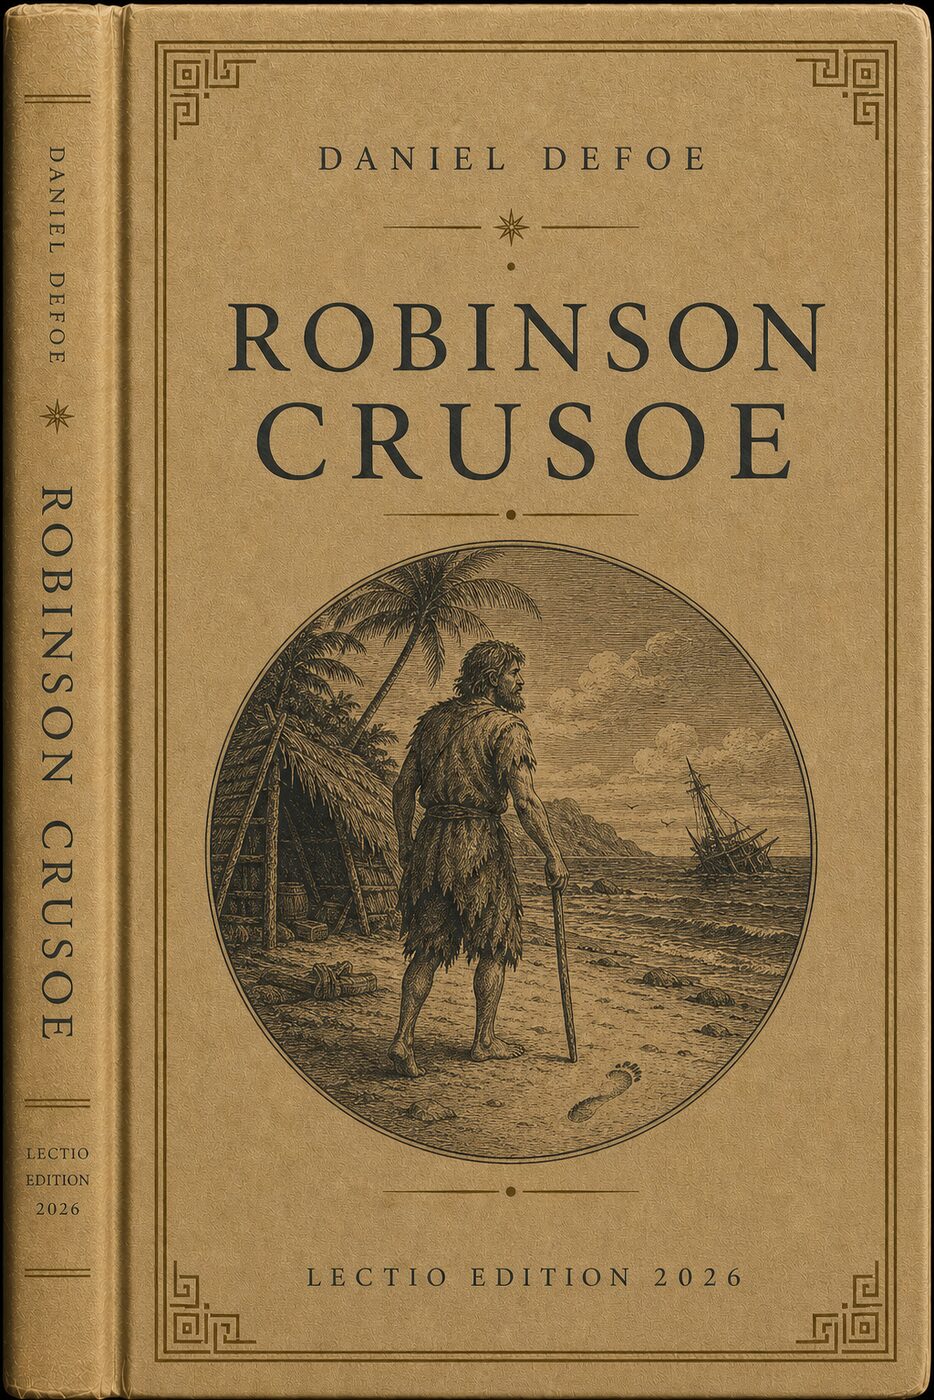 DANIEL DEFOE
ROBINSON
CRUSOE
LECTIO EDITION 2026
DANIEL DEFOE
ROBINSON CRUSOE
LECTIO
EDITION
2026